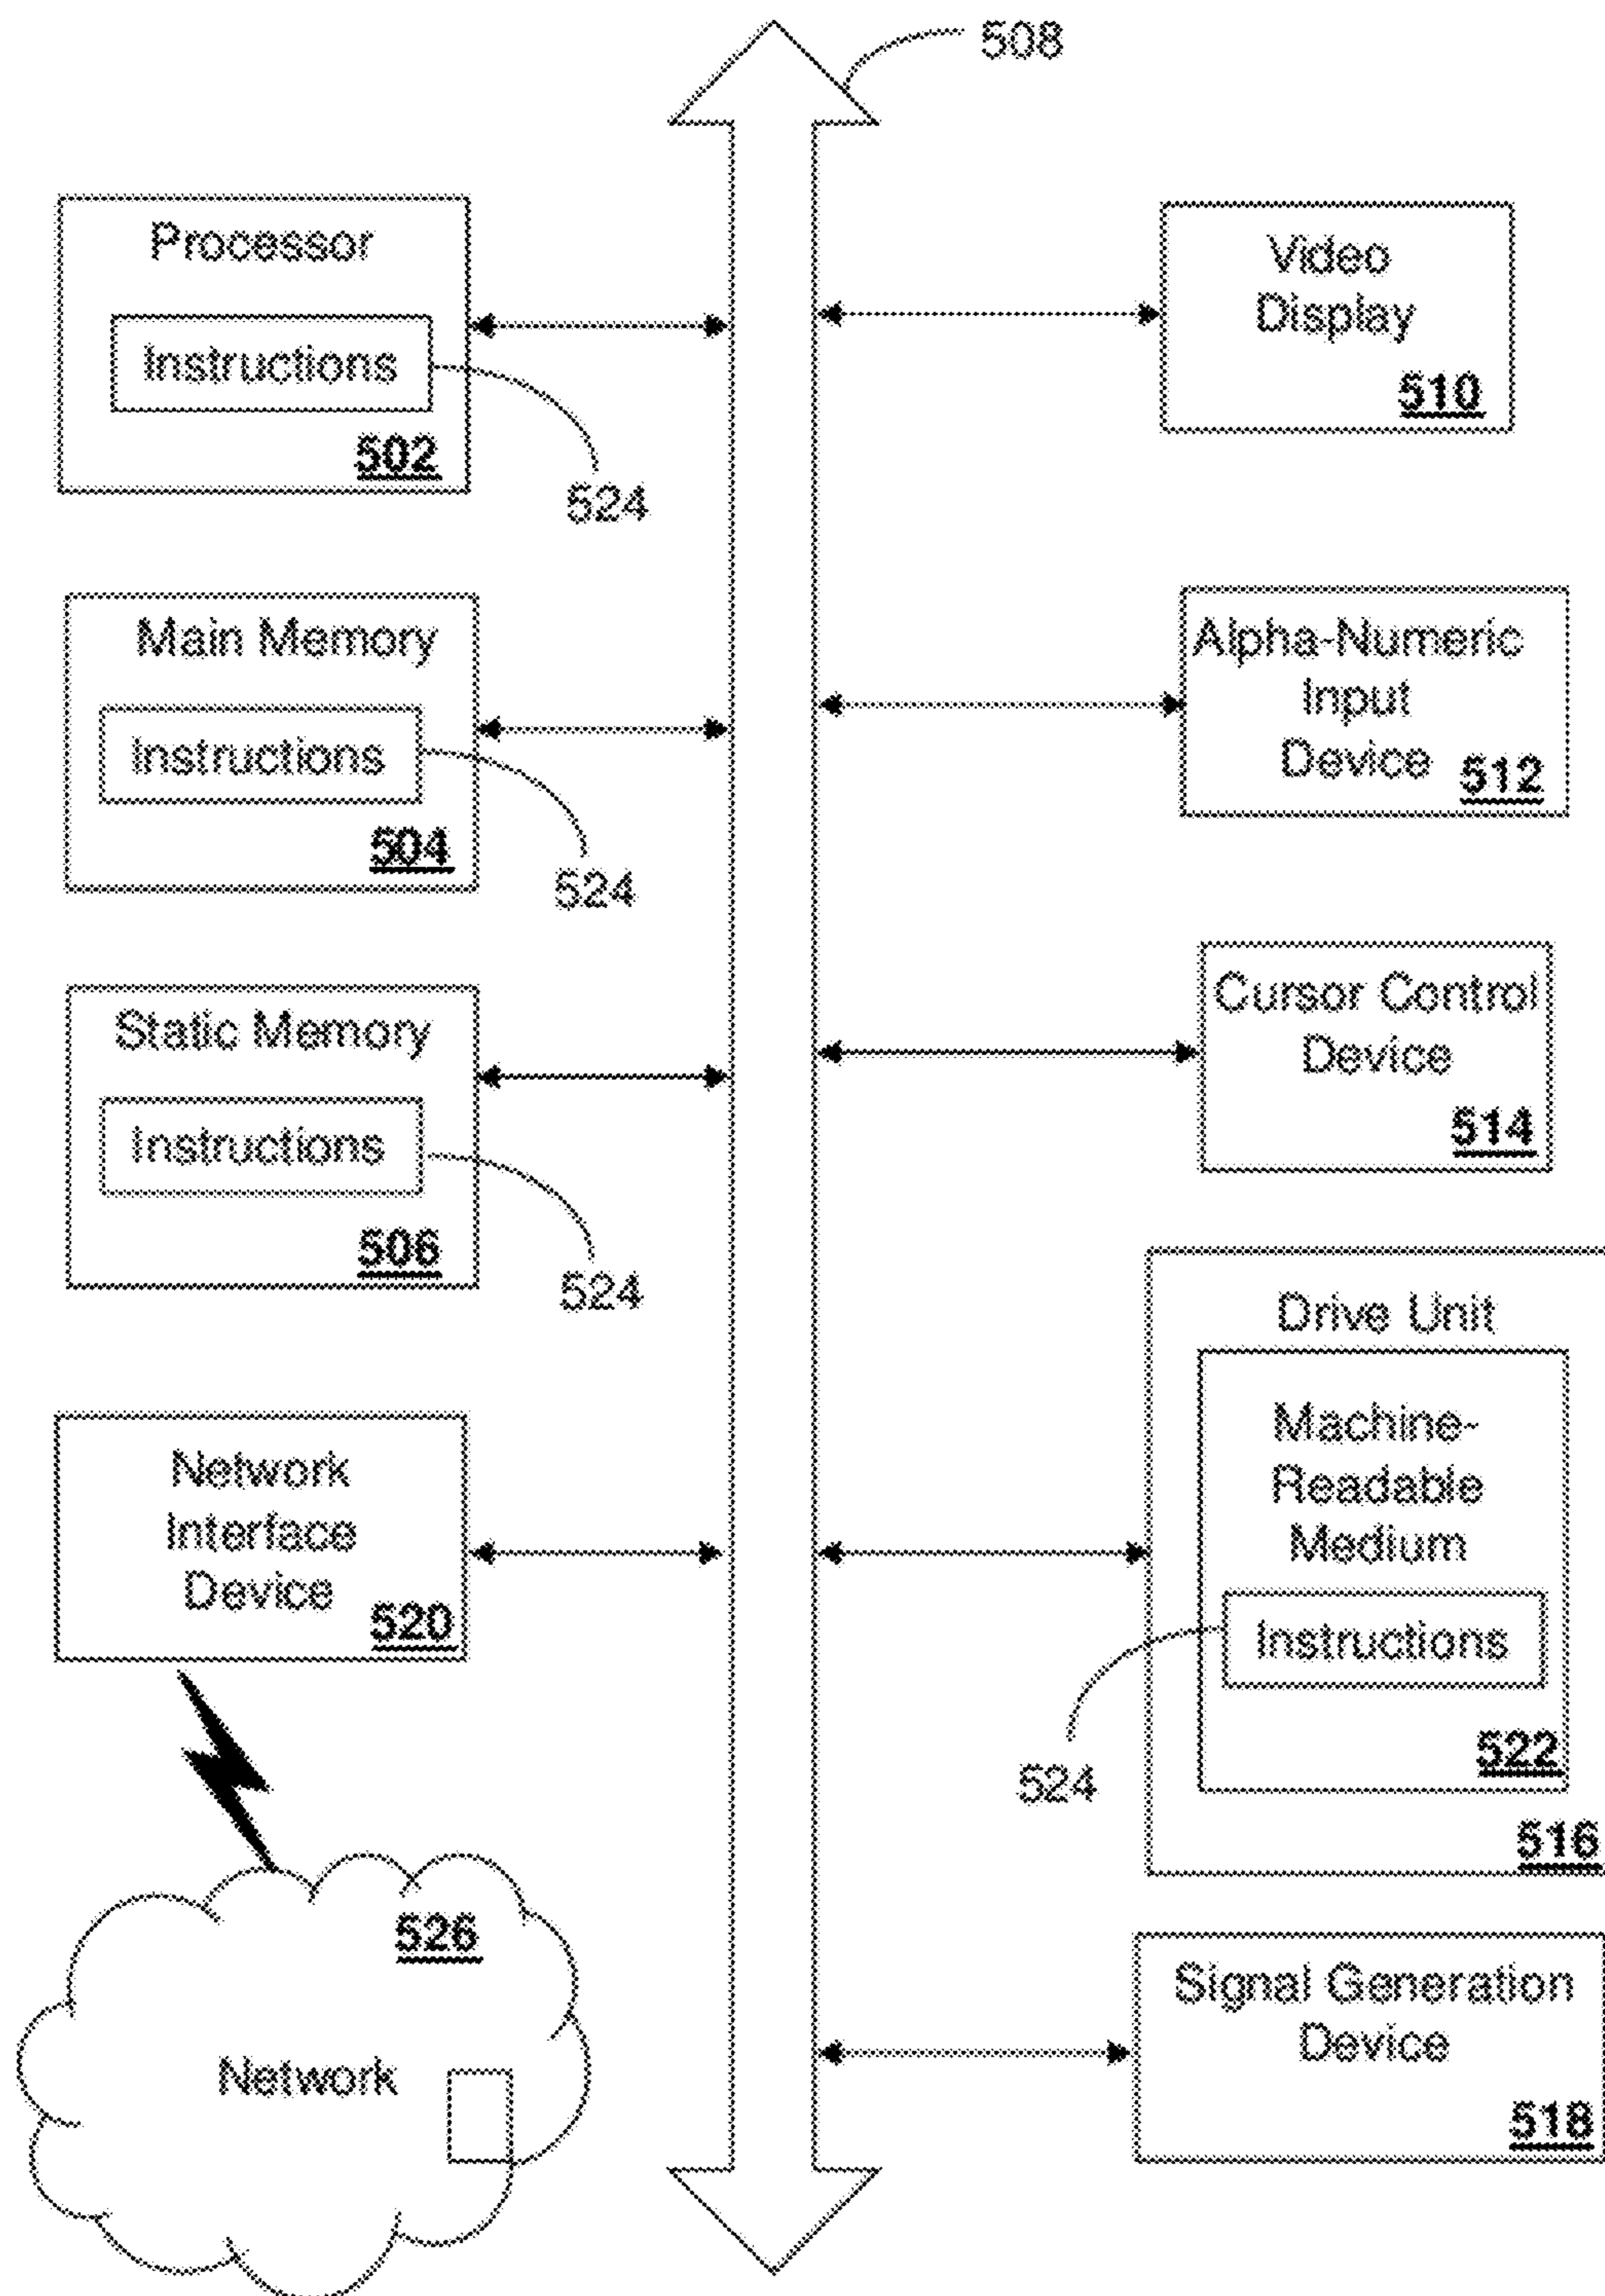 508
Processor
Instructions
502
524
Main Memory
Instructions
504
524
Static Memory
Instructions
506
524
Network
Interface
Device
520
526
Network
Video
Display
510
Alpha-Numeric
Input
Device
512
Cursor Control
Device
514
Drive Unit
Machine-
Readable
Medium
Instructions
522
524
516
Signal Generation
Device
518